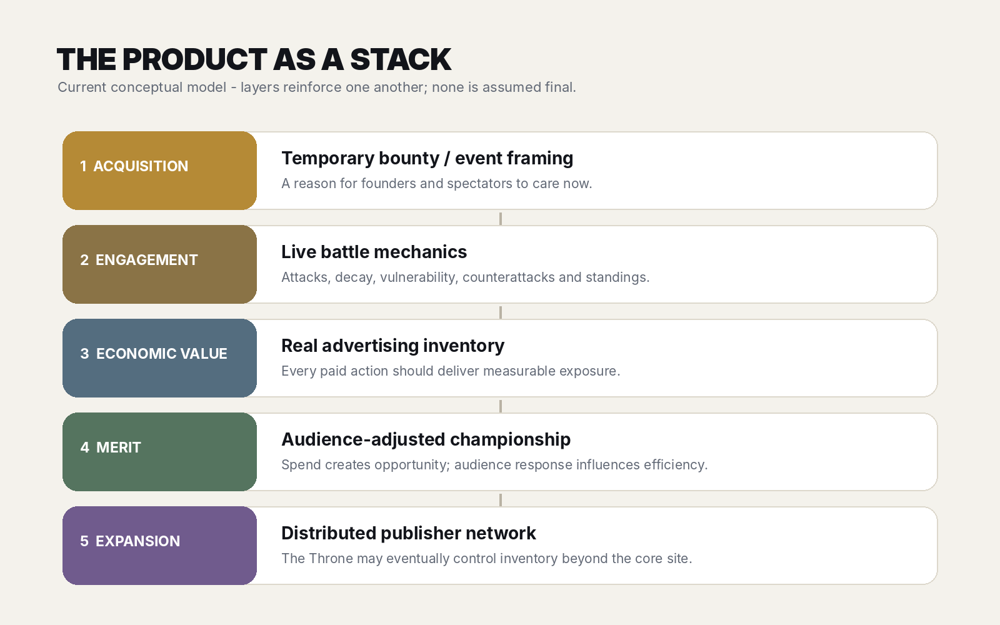 THE PRODUCT AS A STACK
Current conceptual model - layers reinforce one another; none is assumed final.
1 ACQUISITION
Temporary bounty / event framing
A reason for founders and spectators to care now.
2 ENGAGEMENT
Live battle mechanics
Attacks, decay, vulnerability, counterattacks and standings.
3 ECONOMIC VALUE
Real advertising inventory
Every paid action should deliver measurable exposure.
4 MERIT
Audience-adjusted championship
Spend creates opportunity; audience response influences efficiency.
5 EXPANSION
Distributed publisher network
The Throne may eventually control inventory beyond the core site.